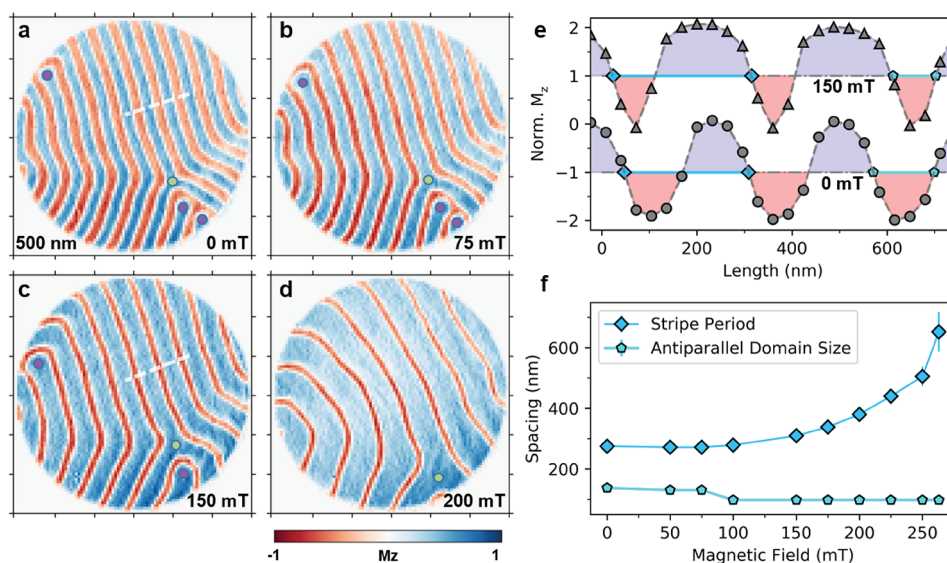 a
500 nm
0 mT
b
75 mT
c
150 mT
d
200 mT
-1
Mz
1
e
Norm. Mz
2
1
0
−1
−2
150 mT
0 mT
0
200
400
600
Length (nm)
f
Stripe Period
Antiparallel Domain Size
Spacing (nm)
600
400
200
0
50
100
150
200
250
Magnetic Field (mT)